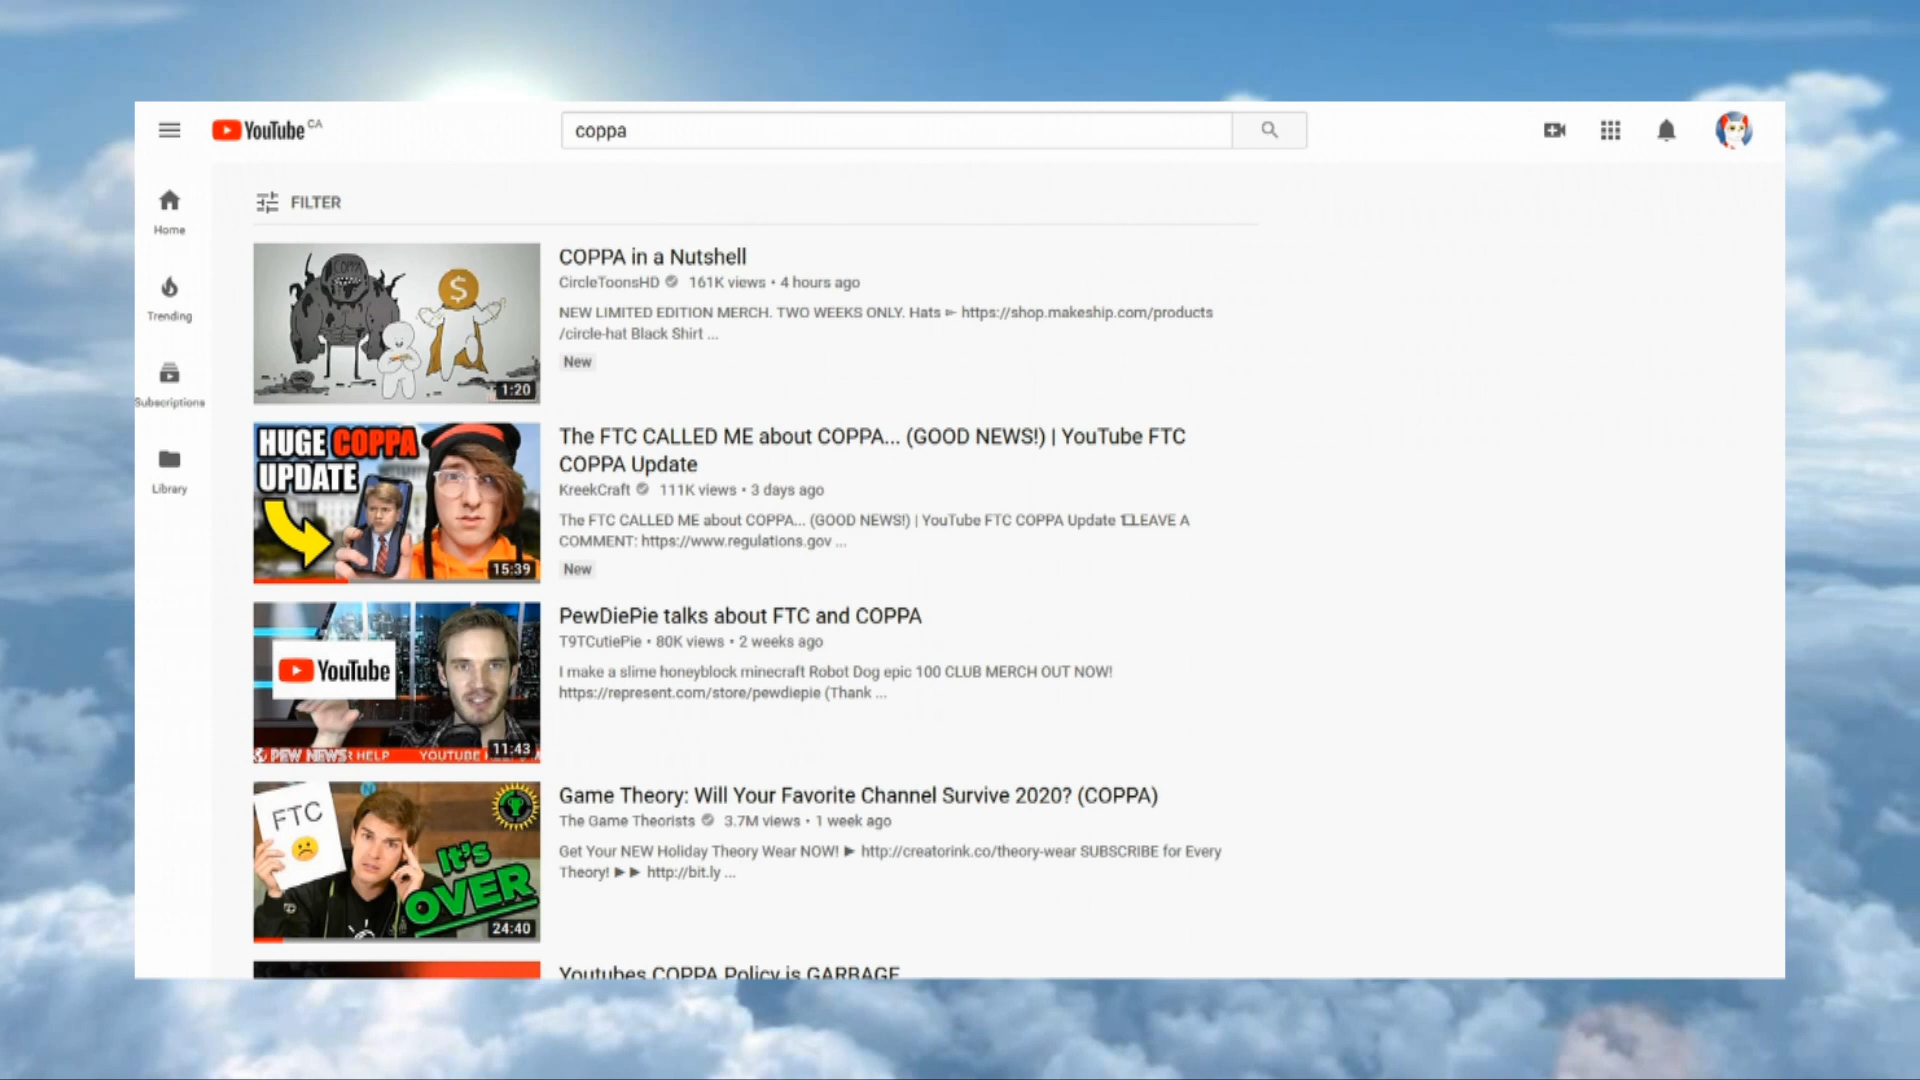 YouTube CA
coppa
FILTER
Home
Trending
Subscriptions
Library
COPPA
$
1:20
COPPA in a Nutshell
CircleToonsHD 161K views • 4 hours ago
NEW LIMITED EDITION MERCH. TWO WEEKS ONLY. Hats ► https://shop.makeship.com/products
/circle-hat Black Shirt ...
New
HUGE COPPA
UPDATE
15:39
The FTC CALLED ME about COPPA... (GOOD NEWS!) | YouTube FTC
COPPA Update
KreekCraft 111K views • 3 days ago
The FTC CALLED ME about COPPA... (GOOD NEWS!) | YouTube FTC COPPA Update LEAVE A
COMMENT: https://www.regulations.gov ...
New
YouTube
PEW NEWS HELP YOUTUBE
11:43
PewDiePie talks about FTC and COPPA
T9TCutiePie • 80K views • 2 weeks ago
I make a slime honeyblock minecraft Robot Dog epic 100 CLUB MERCH OUT NOW!
https://represent.com/store/pewdiepie (Thank ...
FTC
It's
OVER
24:40
Game Theory: Will Your Favorite Channel Survive 2020? (COPPA)
The Game Theorists 3.7M views • 1 week ago
Get Your NEW Holiday Theory Wear NOW! ► http://creatorink.co/theory-wear SUBSCRIBE for Every
Theory! ►► http://bit.ly ...
Youtubes COPPA Policy is GARBAGE